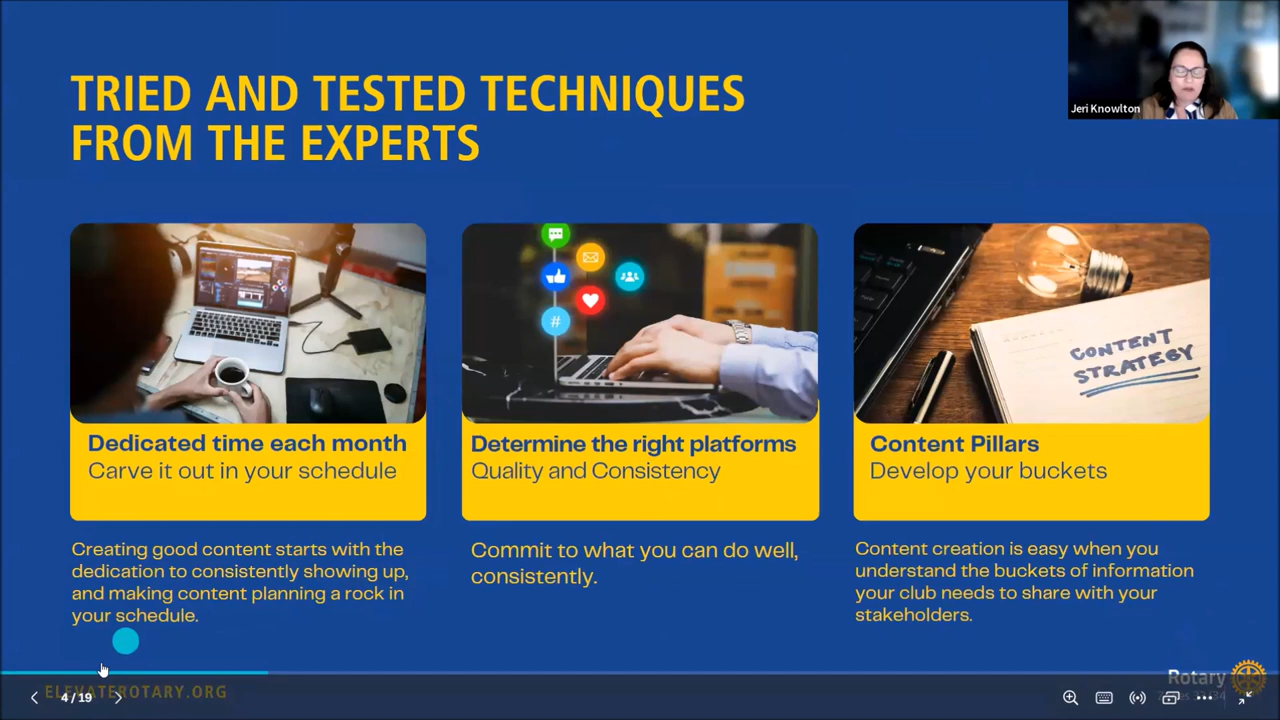 TRIED AND TESTED TECHNIQUES
FROM THE EXPERTS
Jeri Knowlton
#
CONTENT
STRATEGY
Dedicated time each month
Carve it out in your schedule
Determine the right platforms
Quality and Consistency
Content Pillars
Develop your buckets
Creating good content starts with the
dedication to consistently showing up,
and making content planning a rock in
your schedule.
Commit to what you can do well,
consistently.
Content creation is easy when you
understand the buckets of information
your club needs to share with your
stakeholders.
ELEVATEROTARY.ORG
4 / 19
Rotary